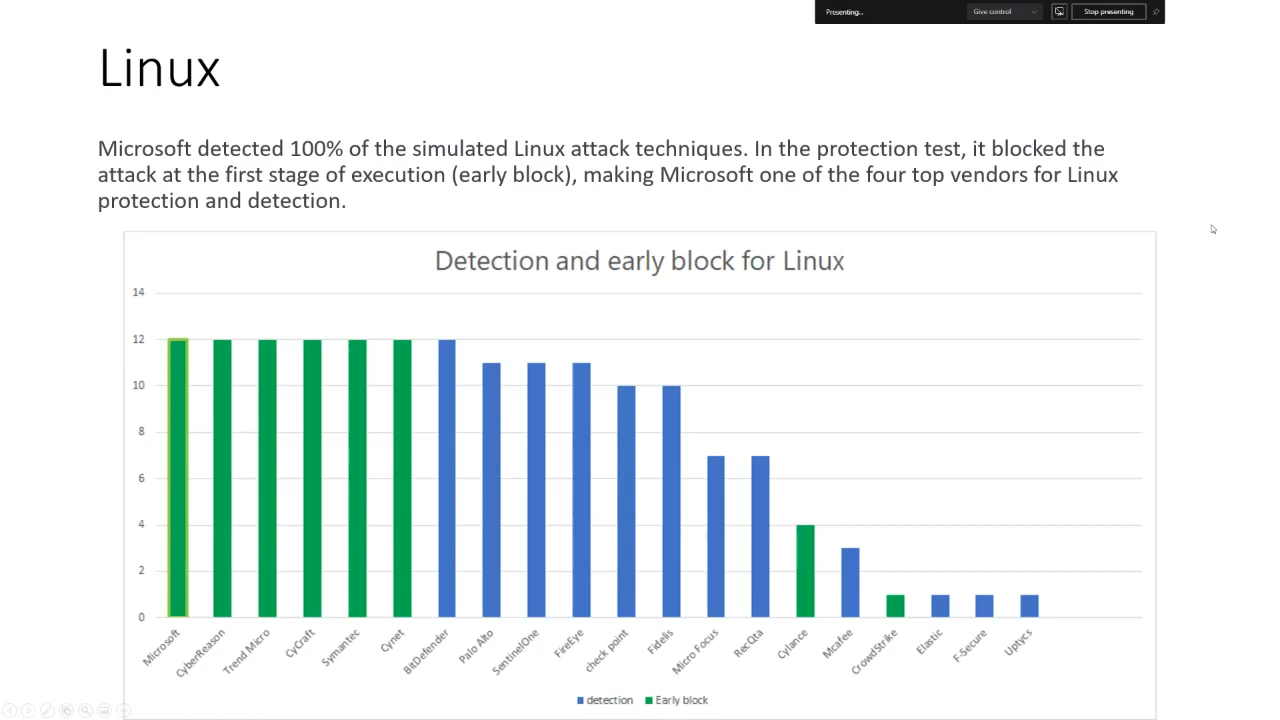 Presenting...
Give control
Stop presenting
Linux
Microsoft detected 100% of the simulated Linux attack techniques. In the protection test, it blocked the
attack at the first stage of execution (early block), making Microsoft one of the four top vendors for Linux
protection and detection.
Detection and early block for Linux
14
12
10
8
6
4
2
0
Microsoft
CyberReason
Trend Micro
CyCraft
Symantec
Cynet
BitDefender
Palo Alto
SentinelOne
FireEye
check point
Fidelis
Micro Focus
RecQta
Cylance
Mcafee
CrowdStrike
Elastic
F-Secure
Uptycs
detection
Early block